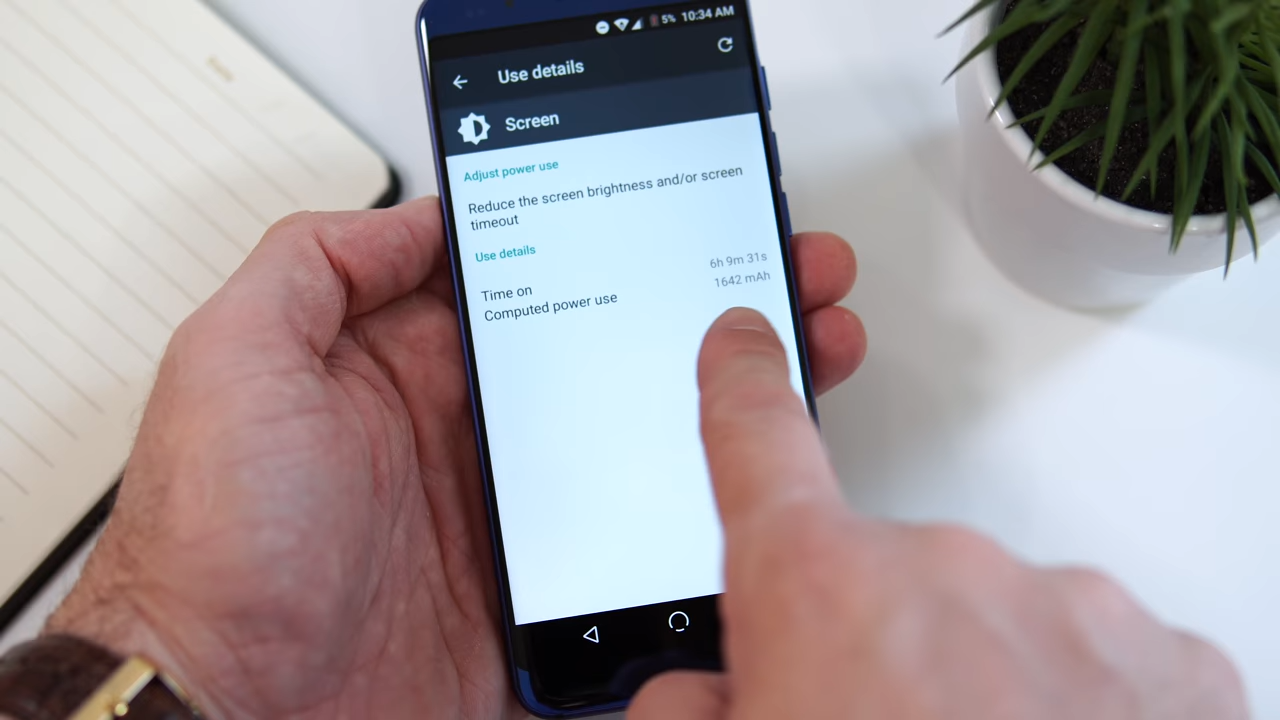 5% 10:34 AM
Use details
Screen
Adjust power use
Reduce the screen brightness and/or screen
timeout
Use details
Time on 6h 9m 31s
Computed power use 1642 mAh